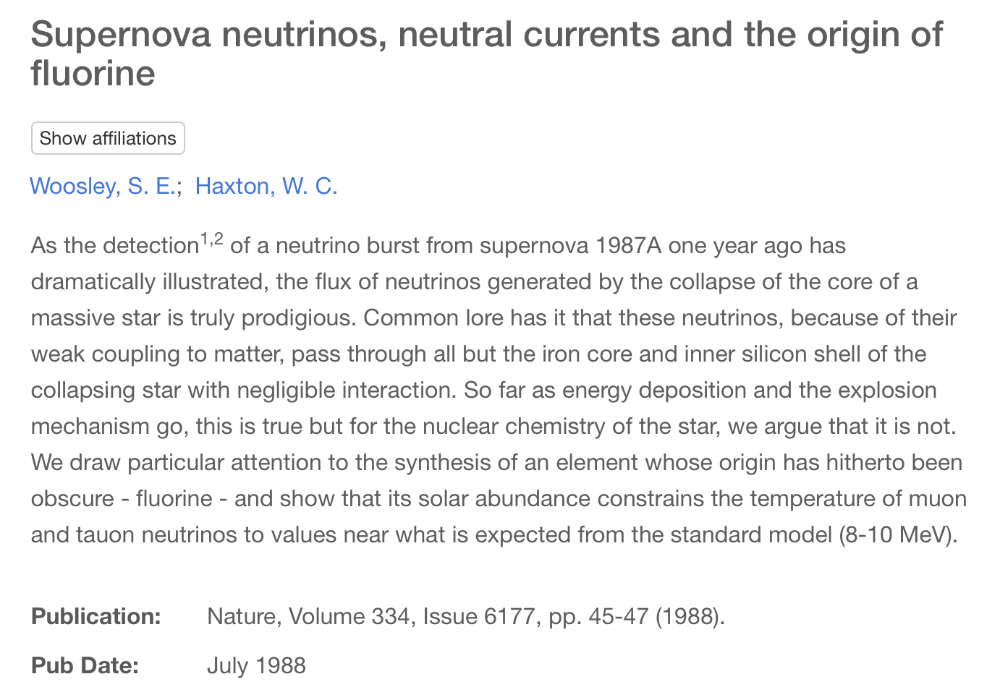 Supernova neutrinos, neutral currents and the origin of
fluorine
Show affiliations
Woosley, S. E.; Haxton, W. C.
As the detection1,2 of a neutrino burst from supernova 1987A one year ago has
dramatically illustrated, the flux of neutrinos generated by the collapse of the core of a
massive star is truly prodigious. Common lore has it that these neutrinos, because of their
weak coupling to matter, pass through all but the iron core and inner silicon shell of the
collapsing star with negligible interaction. So far as energy deposition and the explosion
mechanism go, this is true but for the nuclear chemistry of the star, we argue that it is not.
We draw particular attention to the synthesis of an element whose origin has hitherto been
obscure - fluorine - and show that its solar abundance constrains the temperature of muon
and tauon neutrinos to values near what is expected from the standard model (8-10 MeV).
Publication: Nature, Volume 334, Issue 6177, pp. 45-47 (1988).
Pub Date: July 1988